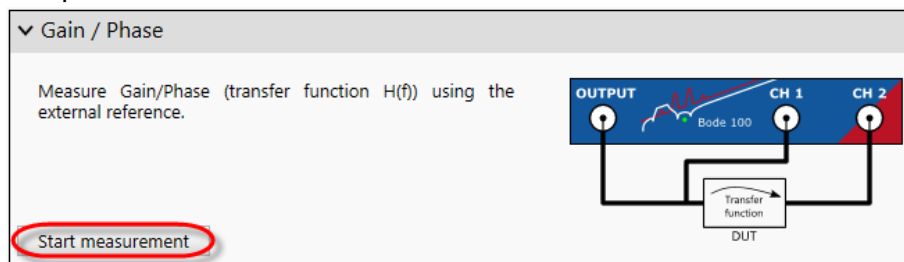 Gain / Phase
Measure Gain/Phase (transfer function H(f)) using the
external reference.
Start measurement
OUTPUT CH 1 CH 2
Bode 100
Transfer
function
DUT